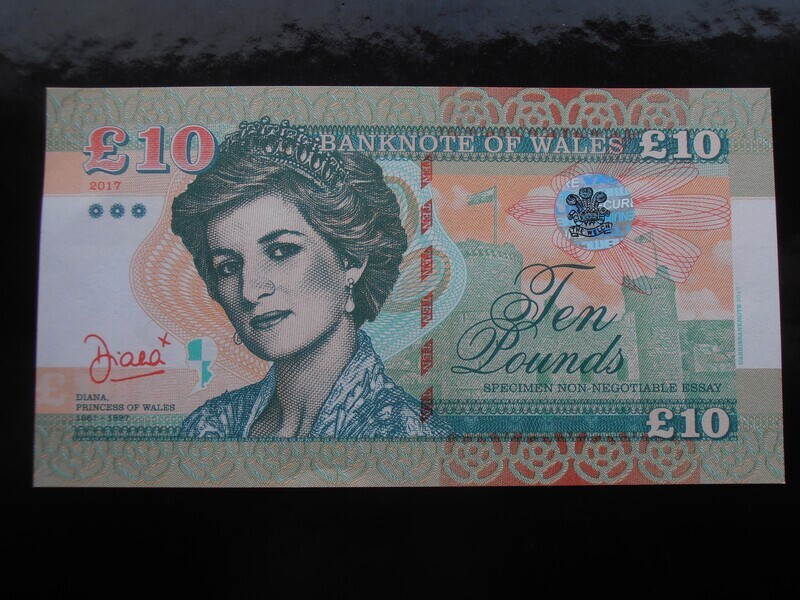 £10
BANKNOTE OF WALES £10
2017
TEN
Ten
Pounds
SPECIMEN NON-NEGOTIABLE ESSAY
Diana x
DIANA,
PRINCESS OF WALES
1961 - 1997
£10
£